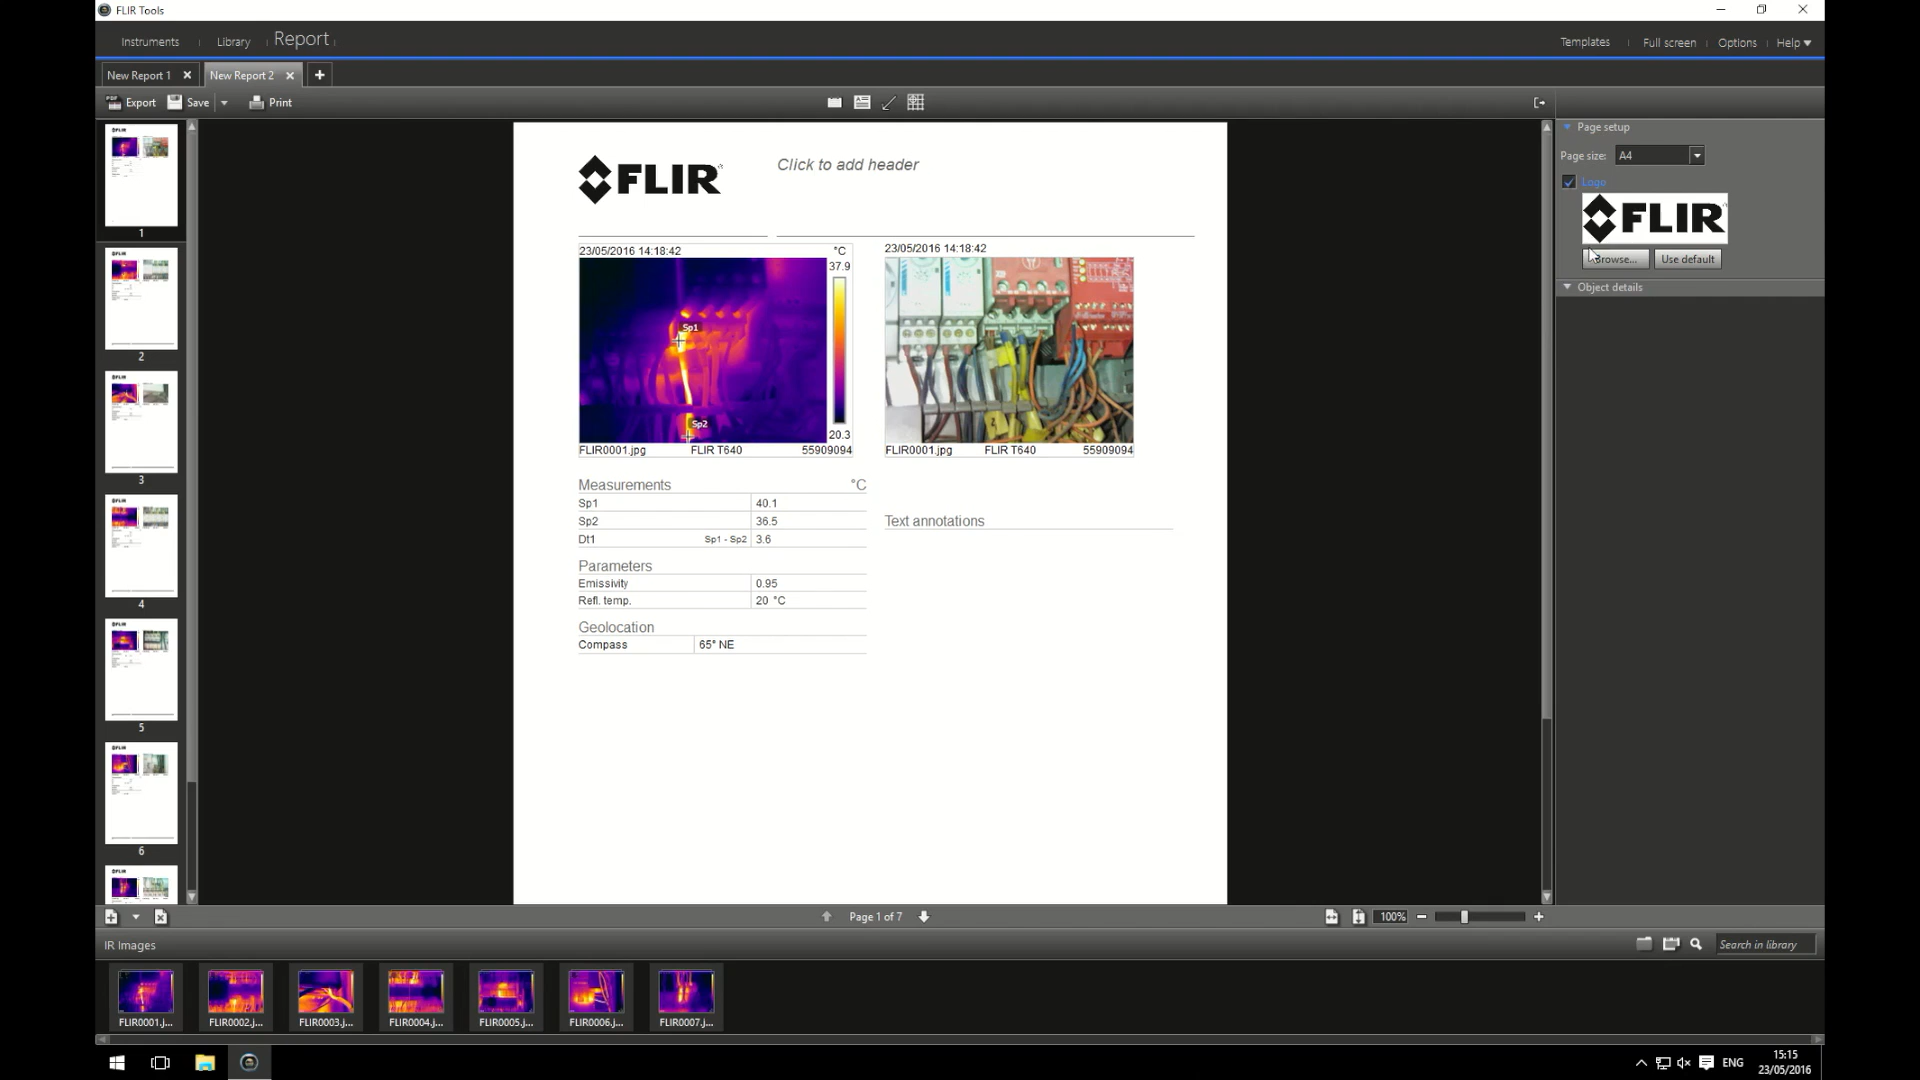 FLIR Tools
Instruments Library Report Templates Full screen Options Help
New Report 1 New Report 2
Export Save Print
Page setup
Page size: A4
Logo
FLIR
Browse... Use default
Object details
FLIR Click to add header
23/05/2016 14:18:42 °C 23/05/2016 14:18:42
37.9
Sp1
Sp2
20.3
FLIR0001.jpg FLIR T640 55909094 FLIR0001.jpg FLIR T640 55909094
Measurements °C
Sp1 40.1
Sp2 36.5
Dt1 Sp1 - Sp2 3.6
Text annotations
Parameters
Emissivity 0.95
Refl. temp. 20 °C
Geolocation
Compass 65° NE
1
2
3
4
5
6
Page 1 of 7 100%
IR Images Search in library
FLIR0001.j... FLIR0002.j... FLIR0003.j... FLIR0004.j... FLIR0005.j... FLIR0006.j... FLIR0007.j...
ENG 15:15
23/05/2016